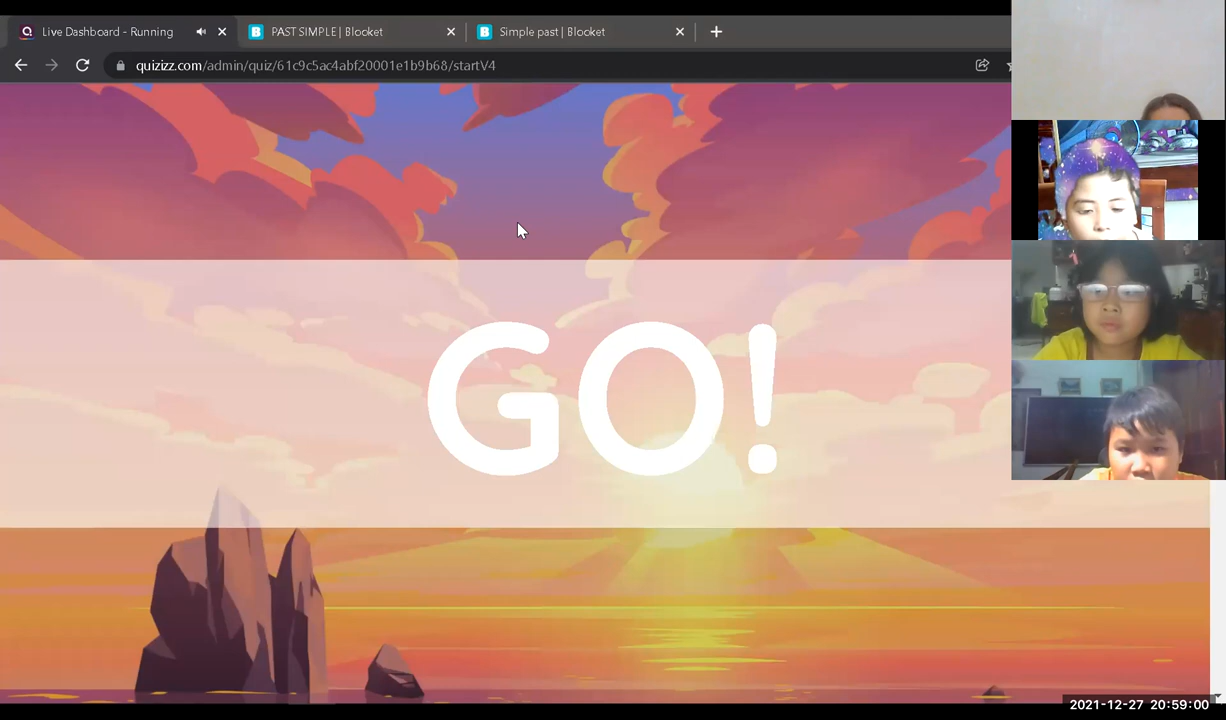 Live Dashboard - Running
PAST SIMPLE | Blooket
Simple past | Blooket
quizizz.com/admin/quiz/61c9c5ac4abf20001e1b9b68/startV4
GO!
2021-12-27 20:59:00